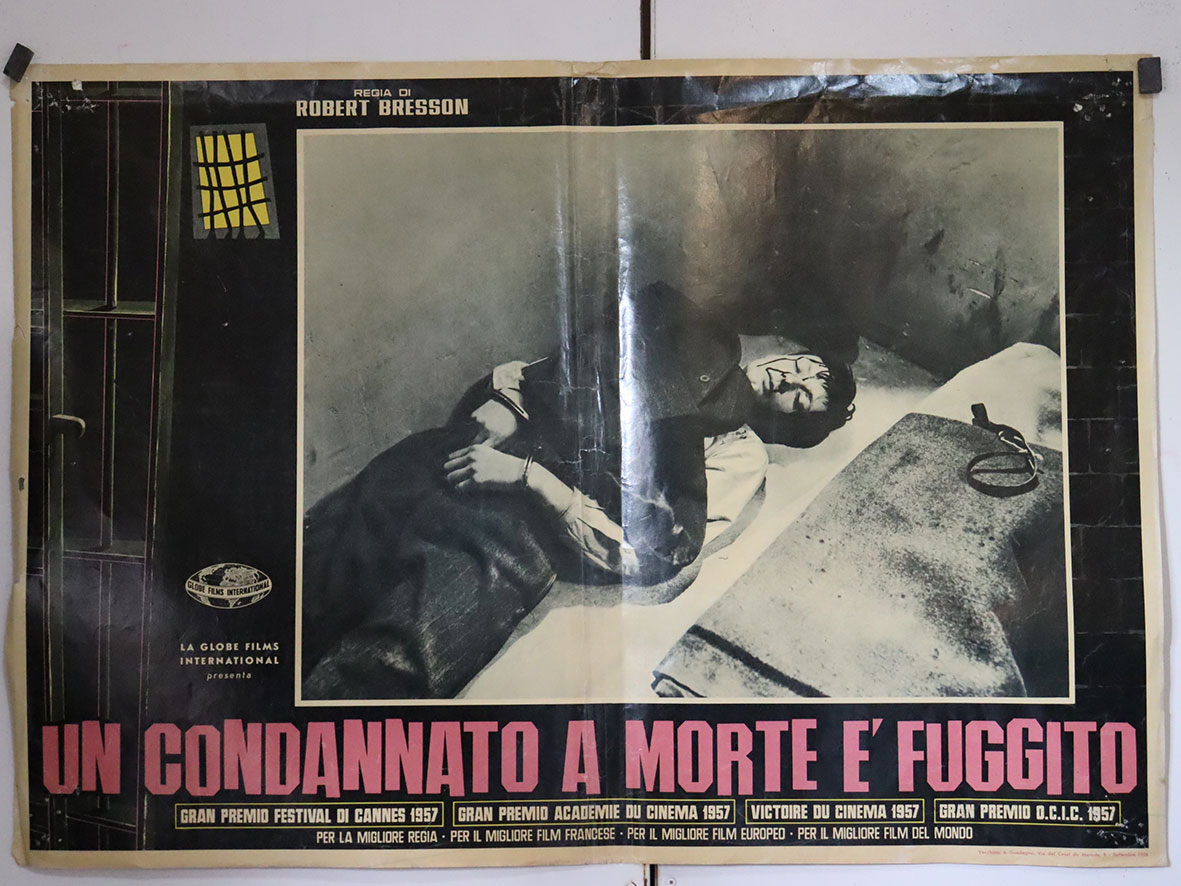 REGIA DI
ROBERT BRESSON
GLOBE FILMS INTERNATIONAL
LA GLOBE FILMS
INTERNATIONAL
presenta
UN CONDANNATO A MORTE E' FUGGITO
GRAN PREMIO FESTIVAL DI CANNES 1957 GRAN PREMIO ACADEMIE DU CINEMA 1957 VICTOIRE DU CINEMA 1957 GRAN PREMIO O.C.I.C. 1957
PER LA MIGLIORE REGIA · PER IL MIGLIORE FILM FRANCESE · PER IL MIGLIORE FILM EUROPEO · PER IL MIGLIORE FILM DEL MONDO